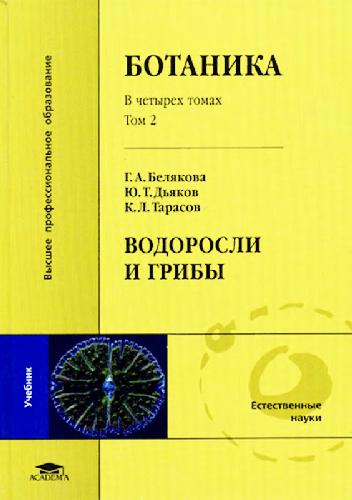 БОТАНИКА
В четырех томах
Том 2
Г. А. Белякова
Ю. Т. Дьяков
К. Л. Тарасов
ВОДОРОСЛИ
И ГРИБЫ
Высшее профессиональное образование
Учебник
Естественные
науки
ACADEMA